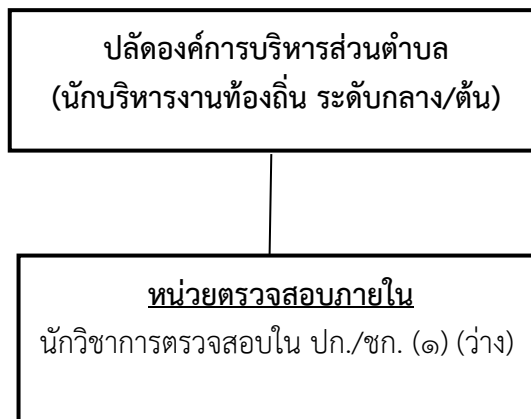 ปลัดองค์การบริหารส่วนตำบล
(นักบริหารงานท้องถิ่น ระดับกลาง/ต้น)
หน่วยตรวจสอบภายใน
นักวิชาการตรวจสอบใน ปก./ชก. (๑) (ว่าง)